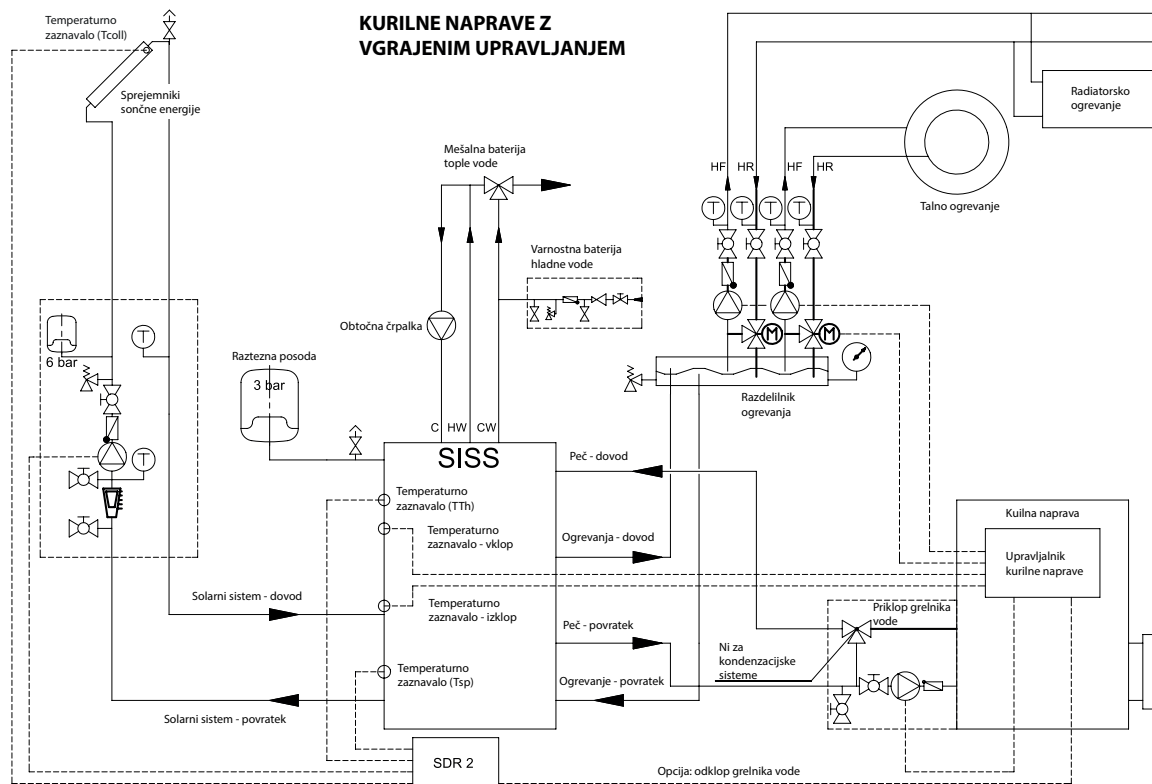 KURILNE NAPRAVE Z
VGRAJENIM UPRAVLJANJEM
Temperaturno
zaznavalo (Tcoll)
Sprejemniki
sončne energije
Radiatorsko
ogrevanje
Talno ogrevanje
HF
HR
HF
HR
T
T
T
T
Mešalna baterija
tople vode
Varnostna baterija
hladne vode
Obtočna črpalka
Raztezna posoda
3 bar
6 bar
T
T
M
M
Razdelilnik
ogrevanja
C
HW
CW
SISS
Peč - dovod
Temperaturno
zaznavalo (TTh)
Temperaturno
zaznavalo - vklop
Ogrevanja - dovod
Temperaturno
zaznavalo - izklop
Solarni sistem - dovod
Peč - povratek
Temperaturno
zaznavalo (Tsp)
Ogrevanje - povratek
Solarni sistem - povratek
Kuilna naprava
Upravljalnik
kurilne naprave
Priklop grelnika
vode
Ni za
kondenzacijske
sisteme
SDR 2
Opcija: odklop grelnika vode